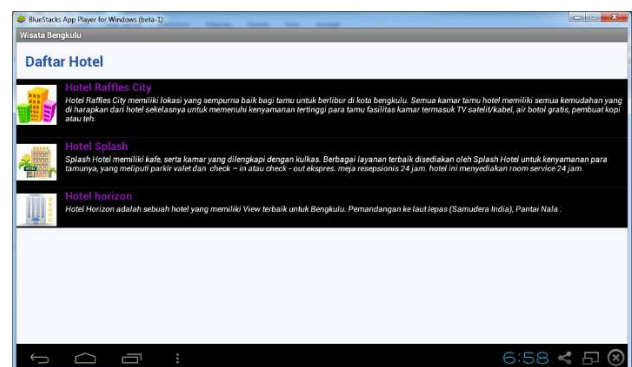 BlueStacks App Player for Windows (beta-1)
Wisata Bengkulu
Daftar Hotel
Hotel Raffles City
Hotel Raffles City memiliki lokasi yang sempurna baik bagi tamu untuk berlibur di kota bengkulu. Semua kamar tamu hotel memiliki semua kemudahan yang
di harapkan dari hotel sekelasnya untuk memenuhi kenyamanan tertinggi para tamu fasilitas kamar termasuk TV satelit/kabel, air botol gratis, pembuat kopi
atau teh.
Hotel Splash
Splash Hotel memiliki kafe, serta kamar yang dilengkapi dengan kulkas. Berbagai layanan terbaik disediakan oleh Splash Hotel untuk kenyamanan para
tamunya, yang meliputi parkir valet dan check – in atau check - out ekspres. meja resepsionis 24 jam. hotel ini menyediakan room service 24 jam.
Hotel horizon
Hotel Horizon adalah sebuah hotel yang memiliki View terbaik untuk Bengkulu. Pemandangan ke laut lepas (Samudera India), Pantai Nala .
6:58